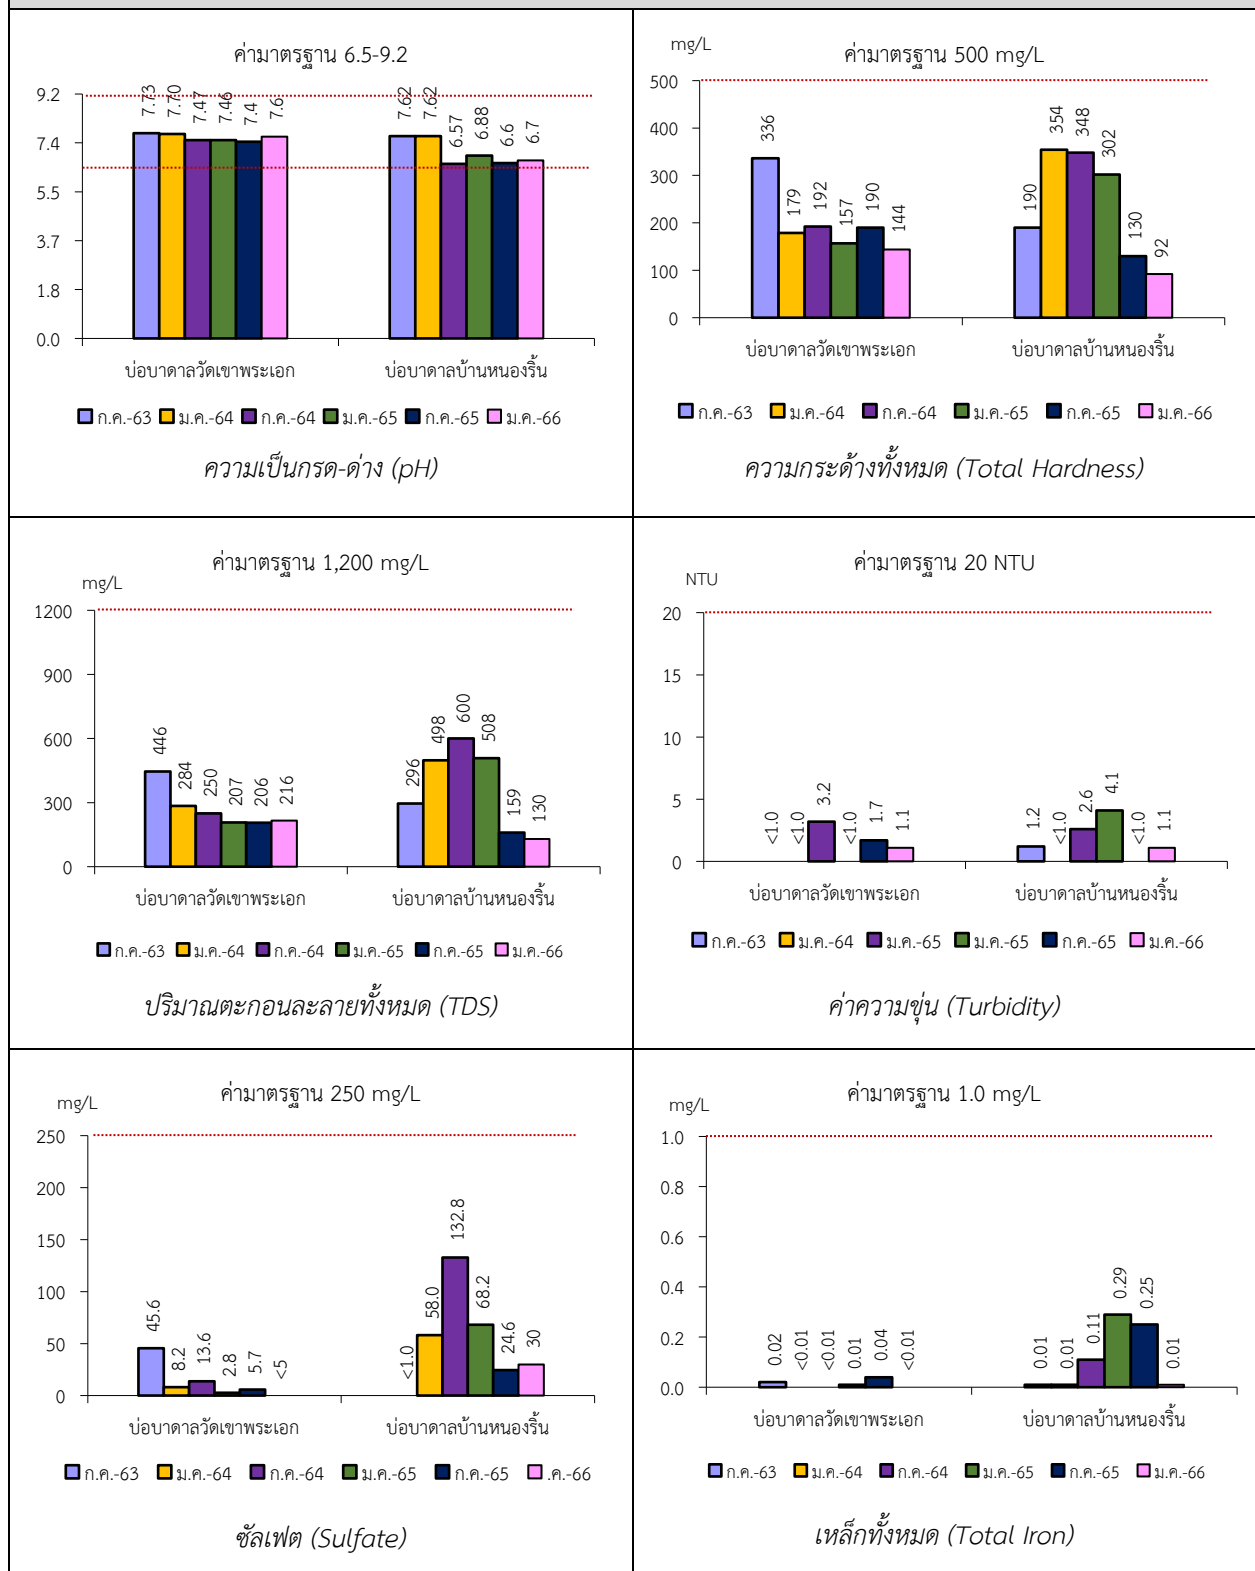 ค่ามาตรฐาน 6.5-9.2
9.2
7.4
5.5
3.7
1.8
0.0
7.73 7.70 7.47 7.46 7.4 7.6
7.62 7.62 6.57 6.88 6.6 6.7
บ่อบาดาลวัดเขาพระเอก บ่อบาดาลบ้านหนองริ้น
ก.ค.-63 ม.ค.-64 ก.ค.-64 ม.ค.-65 ก.ค.-65 ม.ค.-66
ความเป็นกรด-ด่าง (pH)
mg/L
ค่ามาตรฐาน 500 mg/L
500
400
300
200
100
0
336 179 192 157 190 144
190 354 348 302 130 92
บ่อบาดาลวัดเขาพระเอก บ่อบาดาลบ้านหนองริ้น
ก.ค.-63 ม.ค.-64 ก.ค.-64 ม.ค.-65 ก.ค.-65 ม.ค.-66
ความกระด้างทั้งหมด (Total Hardness)
ค่ามาตรฐาน 1,200 mg/L
mg/L
1200
900
600
300
0
446 284 250 207 206 216
296 498 600 508 159 130
บ่อบาดาลวัดเขาพระเอก บ่อบาดาลบ้านหนองริ้น
ก.ค.-63 ม.ค.-64 ก.ค.-64 ม.ค.-65 ก.ค.-65 ม.ค.-66
ปริมาณตะกอนละลายทั้งหมด (TDS)
ค่ามาตรฐาน 20 NTU
NTU
20
15
10
5
0
<1.0 <1.0 3.2 <1.0 1.7 1.1
1.2 <1.0 2.6 4.1 <1.0 1.1
บ่อบาดาลวัดเขาพระเอก บ่อบาดาลบ้านหนองริ้น
ก.ค.-63 ม.ค.-64 ม.ค.-65 ม.ค.-65 ก.ค.-65 ม.ค.-66
ค่าความขุ่น (Turbidity)
ค่ามาตรฐาน 250 mg/L
mg/L
250
200
150
100
50
0
45.6 8.2 13.6 2.8 5.7 <5
<1.0 58.0 132.8 68.2 24.6 30
บ่อบาดาลวัดเขาพระเอก บ่อบาดาลบ้านหนองริ้น
ก.ค.-63 ม.ค.-64 ก.ค.-64 ม.ค.-65 ก.ค.-65 .ค.-66
ซัลเฟต (Sulfate)
ค่ามาตรฐาน 1.0 mg/L
mg/L
1.0
0.8
0.6
0.4
0.2
0.0
0.02 <0.01 <0.01 0.01 0.04 <0.01
0.01 0.01 0.11 0.29 0.25 0.01
บ่อบาดาลวัดเขาพระเอก บ่อบาดาลบ้านหนองริ้น
ก.ค.-63 ม.ค.-64 ก.ค.-64 ม.ค.-65 ก.ค.-65 ม.ค.-66
เหล็กทั้งหมด (Total Iron)